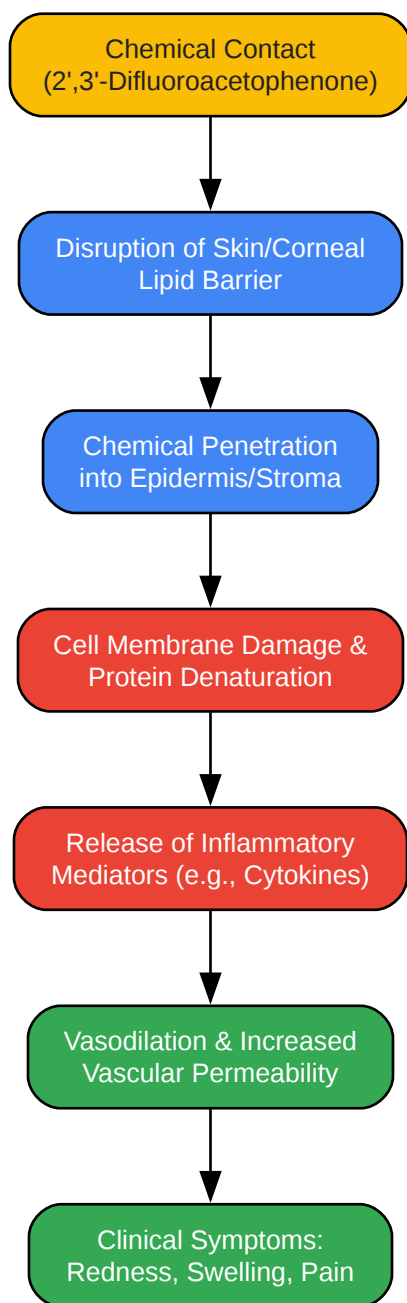 Chemical Contact
(2',3'-Difluoroacetophenone)
Disruption of Skin/Corneal
Lipid Barrier
Chemical Penetration
into Epidermis/Stroma
Cell Membrane Damage &
Protein Denaturation
Release of Inflammatory
Mediators (e.g., Cytokines)
Vasodilation & Increased
Vascular Permeability
Clinical Symptoms:
Redness, Swelling, Pain